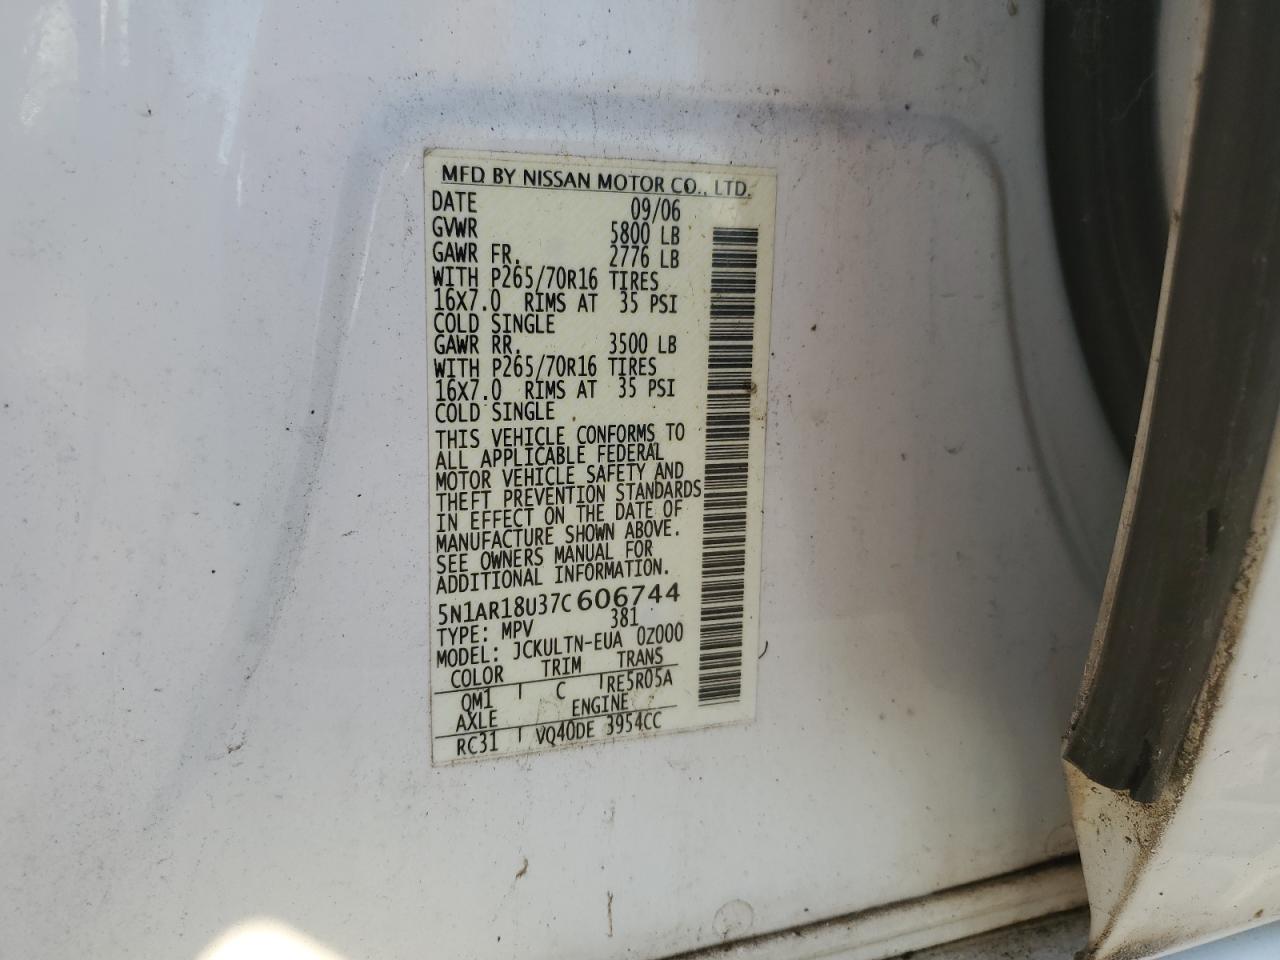 MFD BY NISSAN MOTOR CO., LTD.
DATE 09/06
GVWR 5800 LB
GAWR FR. 2776 LB
WITH P265/70R16 TIRES
16X7.0 RIMS AT 35 PSI
COLD SINGLE
GAWR RR. 3500 LB
WITH P265/70R16 TIRES
16X7.0 RIMS AT 35 PSI
COLD SINGLE
THIS VEHICLE CONFORMS TO
ALL APPLICABLE FEDERAL
MOTOR VEHICLE SAFETY AND
THEFT PREVENTION STANDARDS
IN EFFECT ON THE DATE OF
MANUFACTURE SHOWN ABOVE.
SEE OWNERS MANUAL FOR
ADDITIONAL INFORMATION.
5N1AR18U37C606744
TYPE: MPV 381
MODEL: JCKULTN-EUA 0Z000
COLOR TRIM TRANS
QM1 C RE5R05A
AXLE ENGINE
RC31 VQ40DE 3954CC